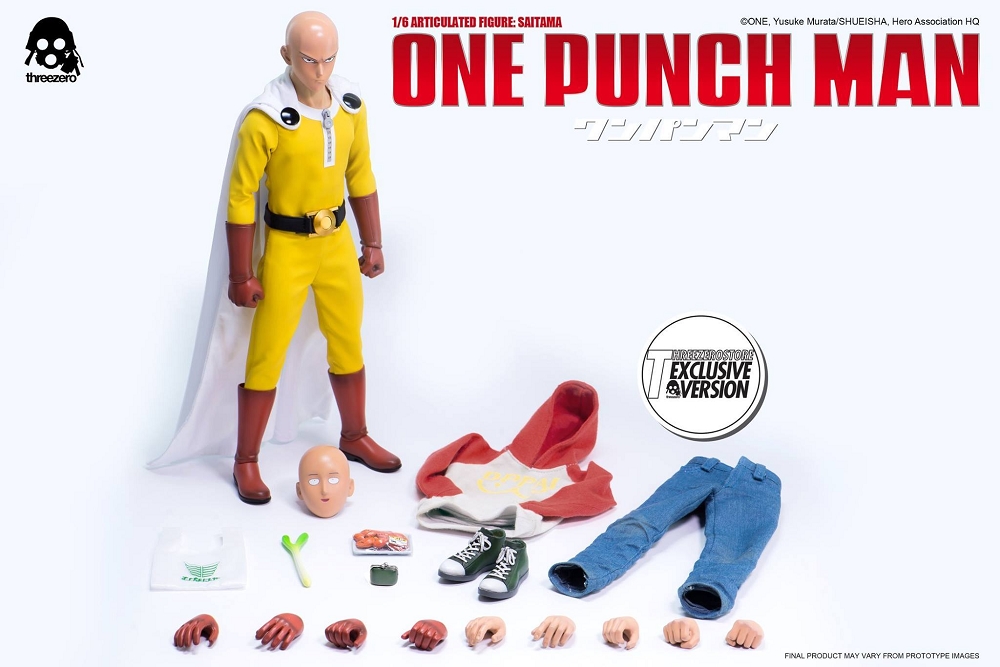 threezero
1/6 ARTICULATED FIGURE: SAITAMA
©ONE, Yusuke Murata/SHUEISHA, Hero Association HQ
ONE PUNCH MAN
ワンパンマン
THREEZEROSTORE
EXCLUSIVE
VERSION
FINAL PRODUCT MAY VARY FROM PROTOTYPE IMAGES